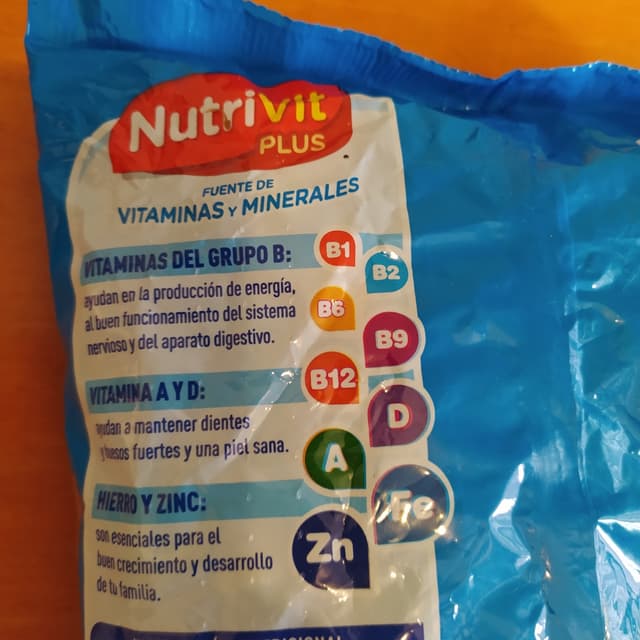 NutriVit
PLUS
FUENTE DE
VITAMINAS Y MINERALES
VITAMINAS DEL GRUPO B:
ayudan en la producción de energía,
al buen funcionamiento del sistema
nervioso y del aparato digestivo.
B1
B2
B6
B9
B12
VITAMINA A Y D:
ayudan a mantener dientes
y huesos fuertes y una piel sana.
D
A
HIERRO Y ZINC:
son esenciales para el
buen crecimiento y desarrollo
de tu familia.
Fe
Zn